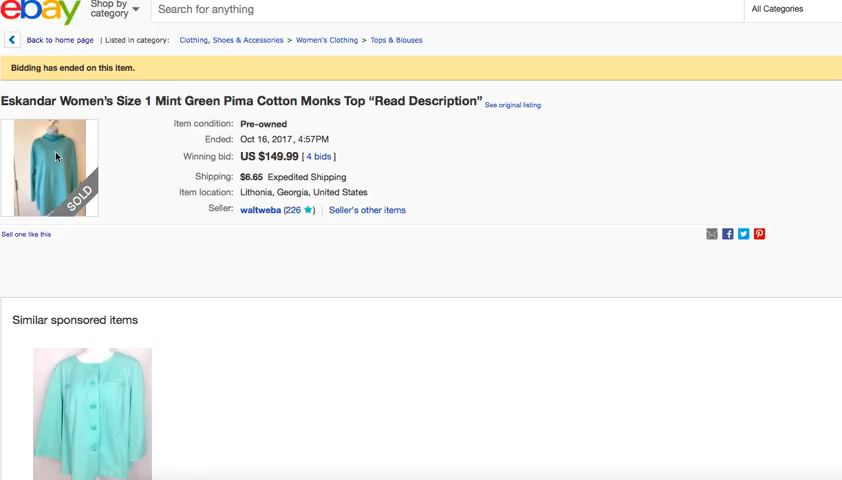 ebay
Shop by
category
Search for anything
All Categories
Back to home page | Listed in category: Clothing, Shoes & Accessories > Women's Clothing > Tops & Blouses
Bidding has ended on this item.
Eskandar Women's Size 1 Mint Green Pima Cotton Monks Top “Read Description” See original listing
Item condition: Pre-owned
Ended: Oct 16, 2017 , 4:57PM
Winning bid: US $149.99 [ 4 bids ]
Shipping: $6.65 Expedited Shipping
Item location: Lithonia, Georgia, United States
Seller: waltweba (226 ) | Seller's other items
SOLD
Sell one like this
Similar sponsored items